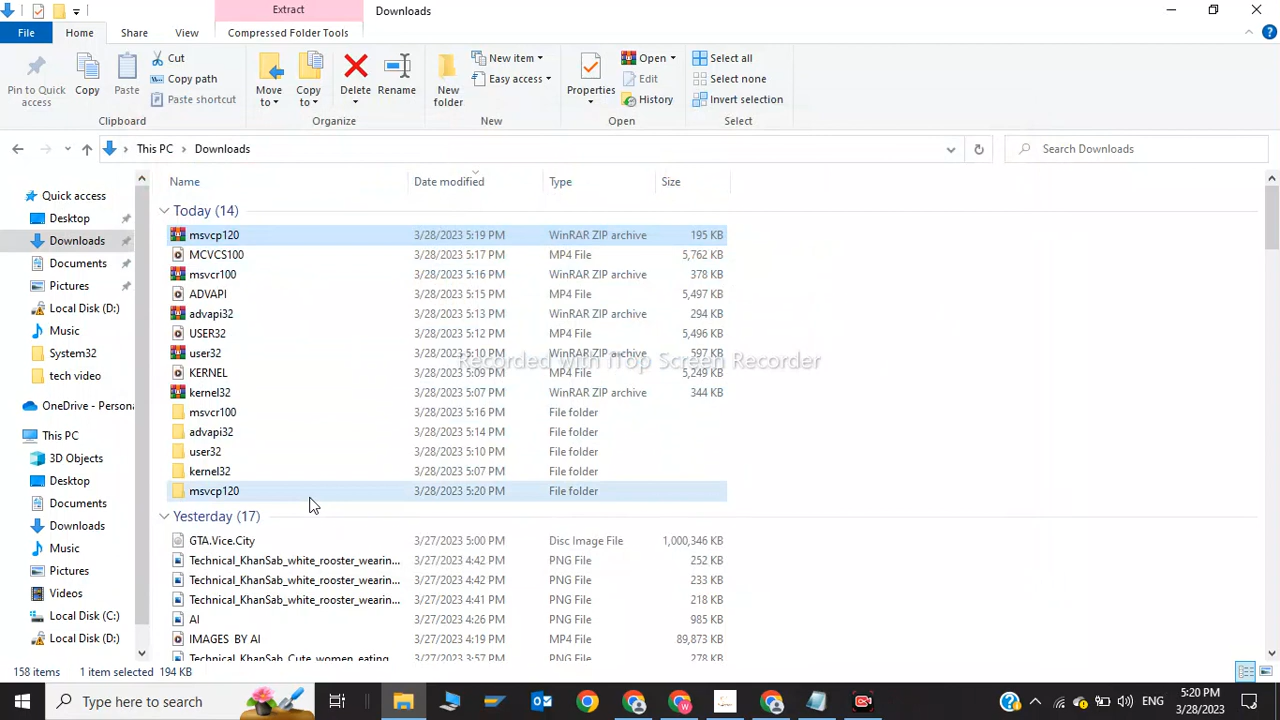 Extract
Downloads
File
Home
Share
View
Compressed Folder Tools
Pin to Quick access
Copy
Paste
Cut
Copy path
Paste shortcut
Clipboard
Move to
Copy to
Delete
Rename
Organize
New folder
New item
Easy access
New
Properties
Open
Edit
History
Open
Select all
Select none
Invert selection
Select
This PC > Downloads
Search Downloads
Name Date modified Type Size
Today (14)
msvcp120 3/28/2023 5:19 PM WinRAR ZIP archive 195 KB
MCVCS100 3/28/2023 5:17 PM MP4 File 5,762 KB
msvcr100 3/28/2023 5:16 PM WinRAR ZIP archive 378 KB
ADVAPI 3/28/2023 5:15 PM MP4 File 5,497 KB
advapi32 3/28/2023 5:13 PM WinRAR ZIP archive 294 KB
USER32 3/28/2023 5:12 PM MP4 File 5,496 KB
user32 3/28/2023 5:10 PM WinRAR ZIP archive 597 KB
Recorded with iTop Screen Recorder
KERNEL 3/28/2023 5:09 PM MP4 File 5,249 KB
kernel32 3/28/2023 5:07 PM WinRAR ZIP archive 344 KB
msvcr100 3/28/2023 5:16 PM File folder
advapi32 3/28/2023 5:14 PM File folder
user32 3/28/2023 5:10 PM File folder
kernel32 3/28/2023 5:07 PM File folder
msvcp120 3/28/2023 5:20 PM File folder
Yesterday (17)
GTA.Vice.City 3/27/2023 5:00 PM Disc Image File 1,000,346 KB
Technical_KhanSab_white_rooster_wearin... 3/27/2023 4:42 PM PNG File 252 KB
Technical_KhanSab_white_rooster_wearin... 3/27/2023 4:42 PM PNG File 233 KB
Technical_KhanSab_white_rooster_wearin... 3/27/2023 4:41 PM PNG File 218 KB
AI 3/27/2023 4:26 PM PNG File 985 KB
IMAGES BY AI 3/27/2023 4:19 PM MP4 File 89,873 KB
Technical_KhanSab_Cute_women_eating 3/27/2023 3:57 PM PNG File 278 KB
Quick access
Desktop
Downloads
Documents
Pictures
Local Disk (D:)
Music
System32
tech video
OneDrive - Persona
This PC
3D Objects
Desktop
Documents
Downloads
Music
Pictures
Videos
Local Disk (C:)
Local Disk (D:)
158 items 1 item selected 194 KB
Type here to search
ENG
5:20 PM
3/28/2023